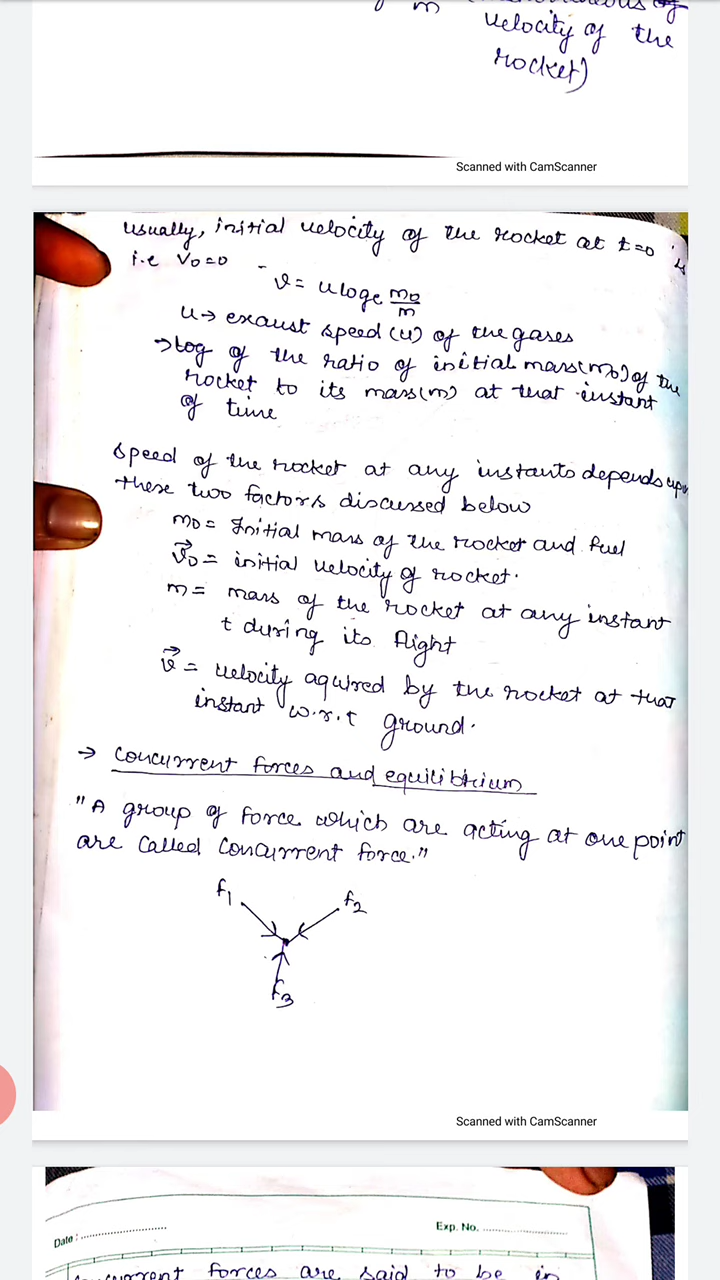 m
velocity of the
rocket)
Scanned with CamScanner
usually, initial velocity of the rocket at t=0 is
i.e V₀=0
v = u logₑ m₀/m
u → exaust speed (u) of the gases
→ log of the ratio of initial mass(m₀) of the
rocket to its mass(m) at that instant
of time
speed of the rocket at any instants depends upon
these two factors discussed below
m₀ = Initial mass of the rocket and fuel
v⃗₀ = initial velocity of rocket.
m = mass of the rocket at any instant
t during its flight
v⃗ = velocity aquired by the rocket at that
instant w.r.t ground.
→ Concurrent forces and equilibrium
"A group of force which are acting at one point
are called Concurrent force."
f₁ f₂
f₃
Scanned with CamScanner
Exp. No. ..............
Date : ..............
forces are said to be in